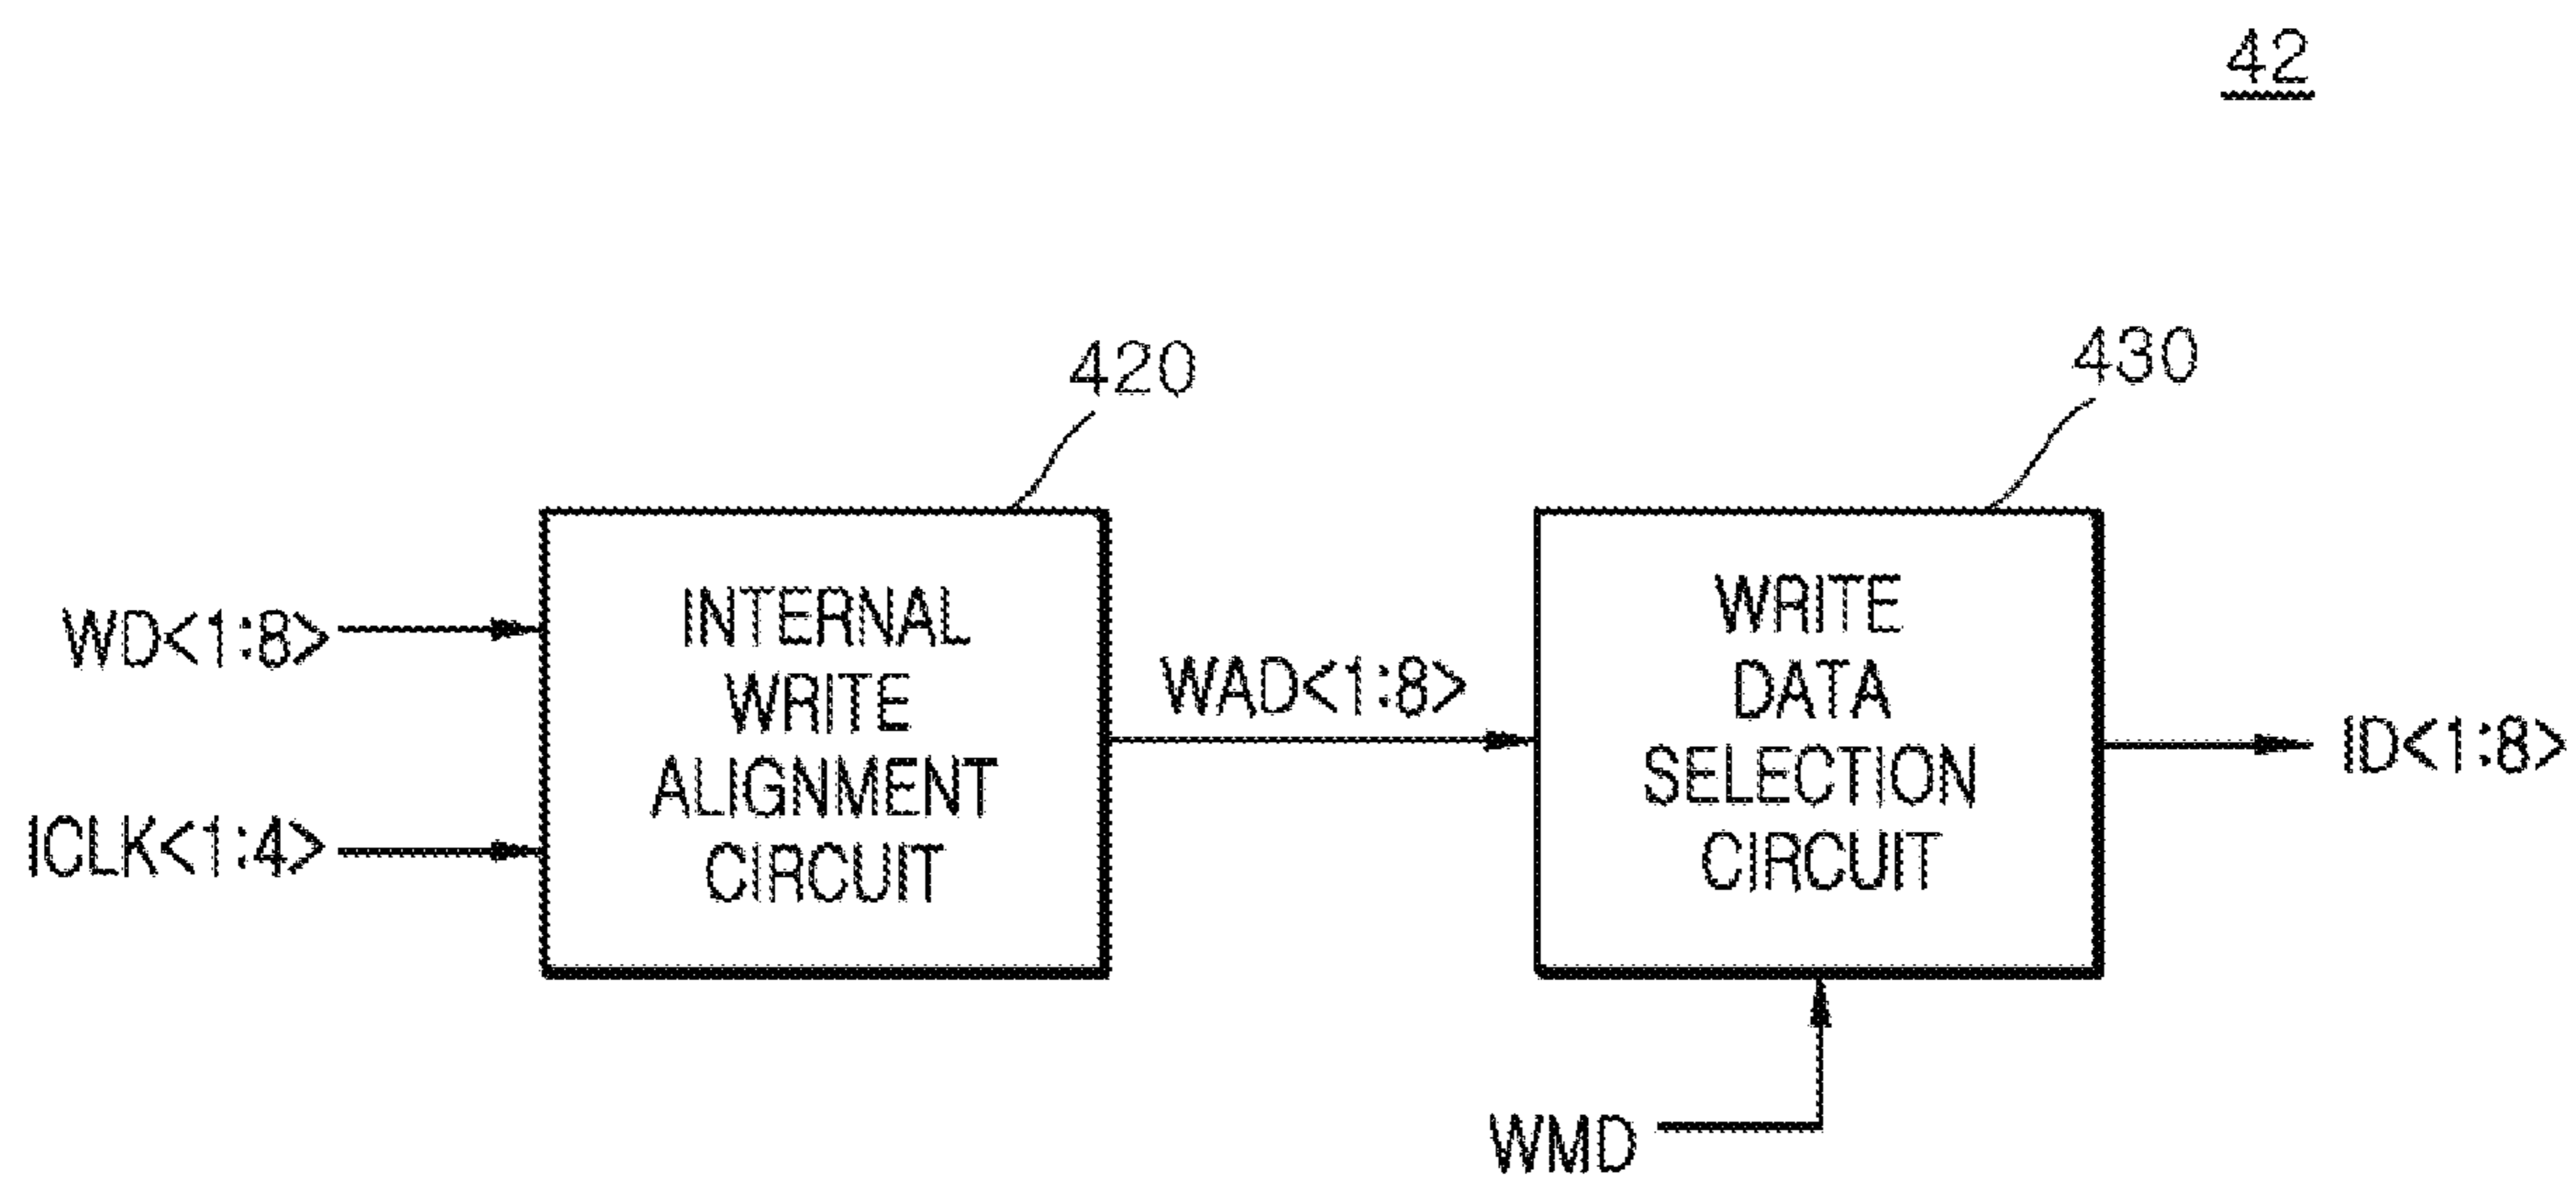 42
420
430
WD<1:8>
ICLK<1:4>
INTERNAL
WRITE
ALIGNMENT
CIRCUIT
WAD<1:8>
WRITE
DATA
SELECTION
CIRCUIT
ID<1:8>
WMD